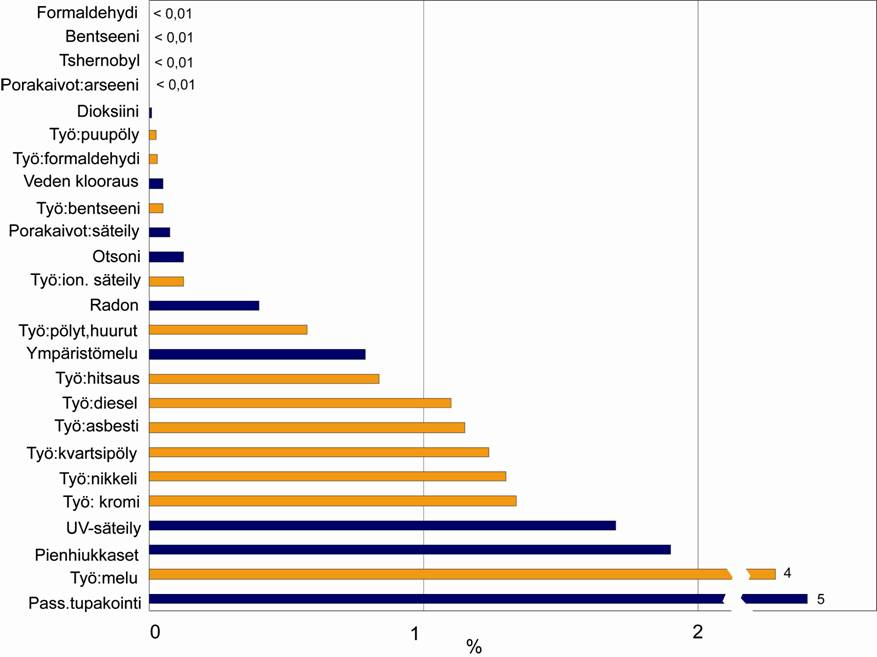 Formaldehydi < 0,01
Bentseeni < 0,01
Tshernobyl < 0,01
Porakaivot:arseeni < 0,01
Dioksiini
Työ:puupöly
Työ:formaldehydi
Veden klooraus
Työ:bentseeni
Porakaivot:säteily
Otsoni
Työ:ion. säteily
Radon
Työ:pölyt,huurut
Ympäristömelu
Työ:hitsaus
Työ:diesel
Työ:asbesti
Työ:kvartsipöly
Työ:nikkeli
Työ: kromi
UV-säteily
Pienhiukkaset
Työ:melu 4
Pass.tupakointi 5
0 1 2
%